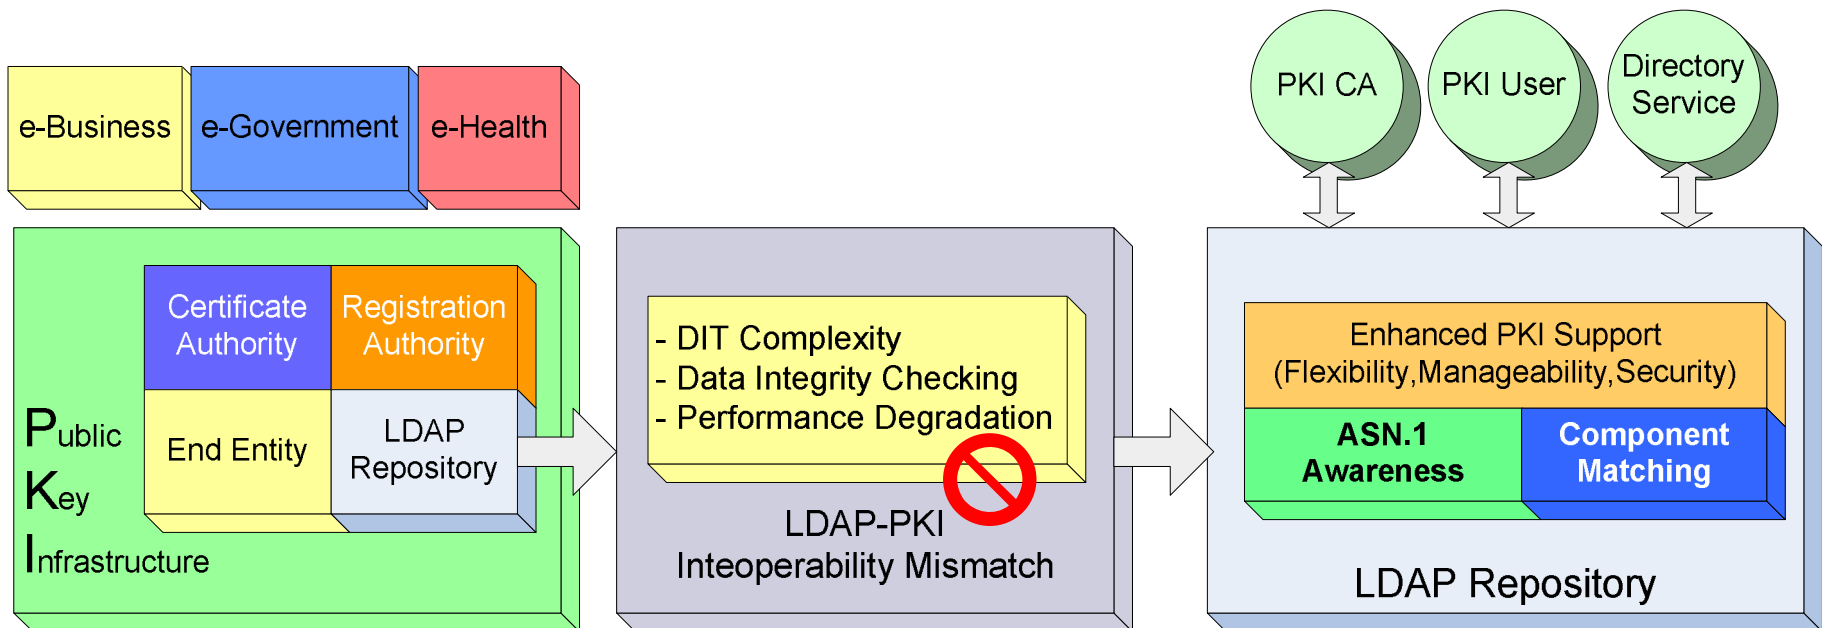 e-Business
e-Government
e-Health
Certificate
Authority
Registration
Authority
End Entity
LDAP
Repository
Public
Key
Infrastructure
- DIT Complexity
- Data Integrity Checking
- Performance Degradation
LDAP-PKI
Inteoperability Mismatch
PKI CA
PKI User
Directory
Service
Enhanced PKI Support
(Flexibility,Manageability,Security)
ASN.1
Awareness
Component
Matching
LDAP Repository